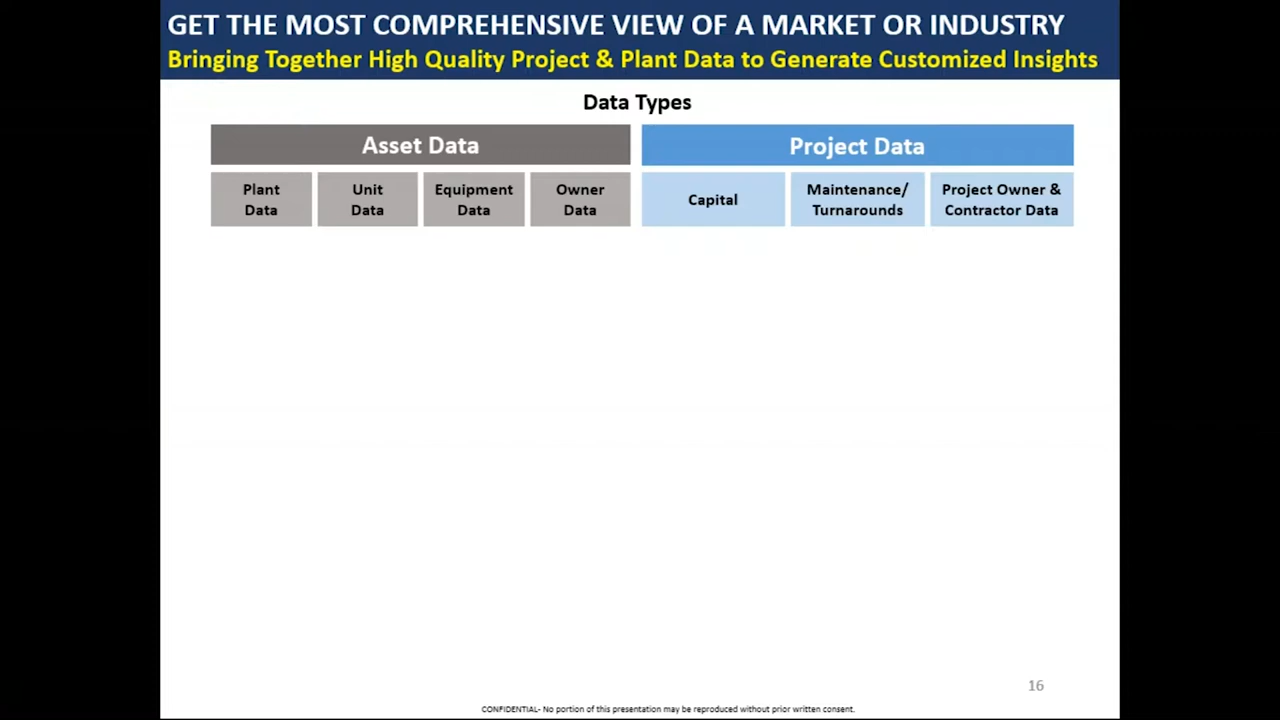 GET THE MOST COMPREHENSIVE VIEW OF A MARKET OR INDUSTRY
Bringing Together High Quality Project & Plant Data to Generate Customized Insights
Data Types
Asset Data
Project Data
Plant
Data
Unit
Data
Equipment
Data
Owner
Data
Capital
Maintenance/
Turnarounds
Project Owner &
Contractor Data
16
CONFIDENTIAL- No portion of this presentation may be reproduced without prior written consent.